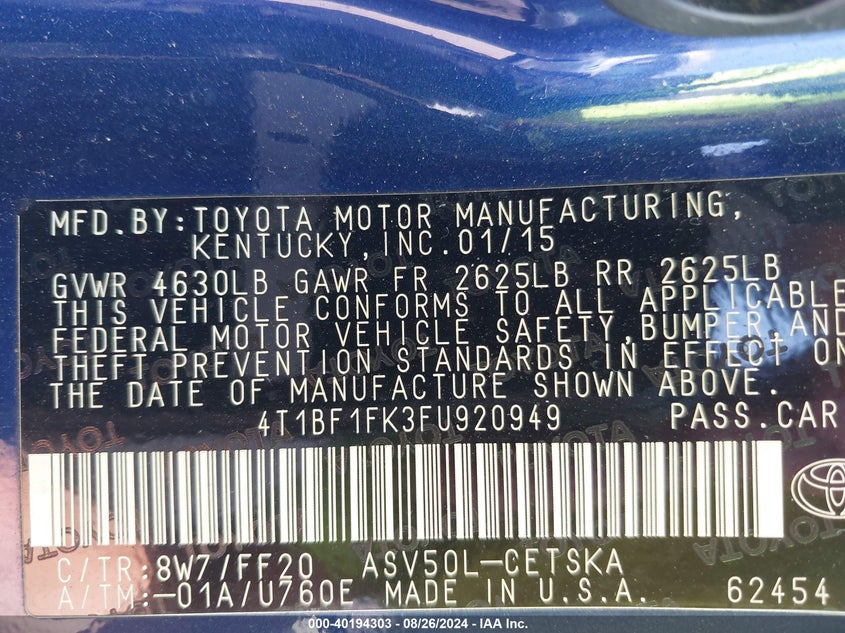 MFD.BY:TOYOTA MOTOR MANUFACTURING,
KENTUCKY,INC.01/15
GVWR 4630LB GAWR FR 2625LB RR 2625LB
THIS VEHICLE CONFORMS TO ALL APPLICABLE
FEDERAL MOTOR VEHICLE SAFETY,BUMPER,AND
THEFT PREVENTION STANDARDS IN EFFECT ON
THE DATE OF MANUFACTURE SHOWN ABOVE.
4T1BF1FK3FU920949 PASS.CAR
C/TR:8W7/FF20 ASV50L-CETSKA
A/TM:-01A/U760E MADE IN U.S.A. 62454
000-40194303 - 08/26/2024 - IAA Inc.